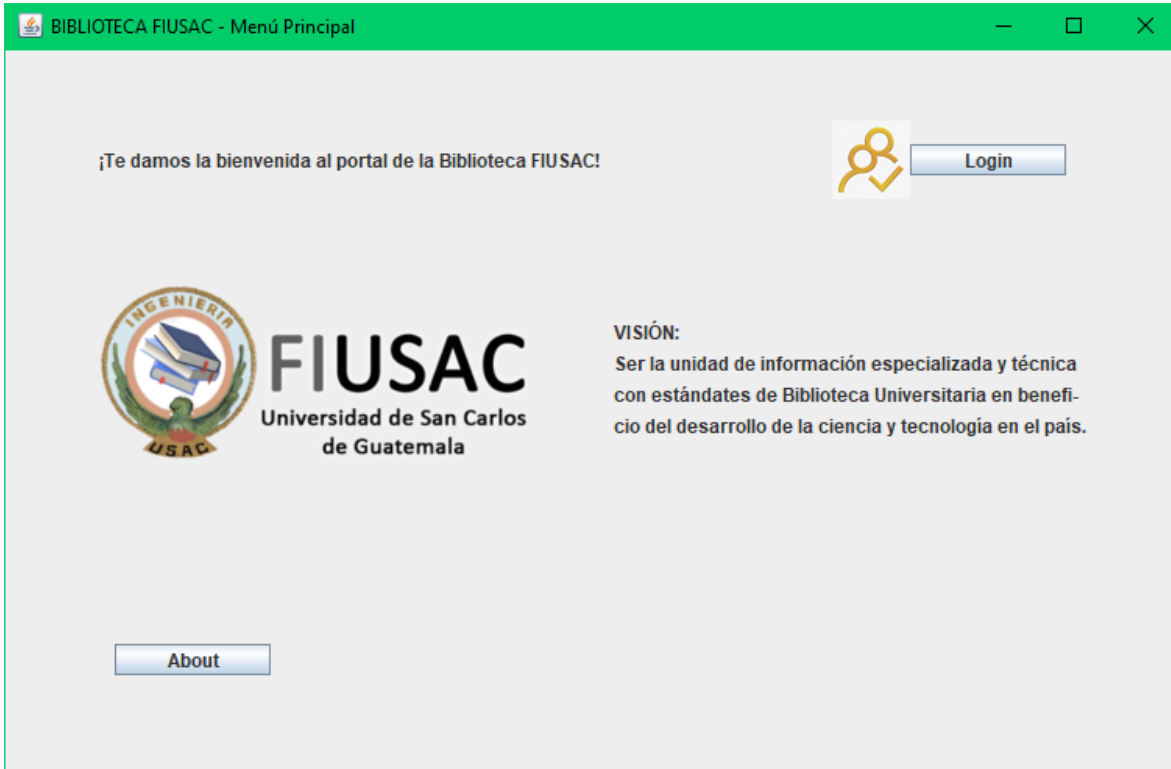 BIBLIOTECA FIUSAC - Menú Principal
¡Te damos la bienvenida al portal de la Biblioteca FIUSAC!
Login
INGENIERIA
USAC
FIUSAC
Universidad de San Carlos
de Guatemala
VISIÓN:
Ser la unidad de información especializada y técnica
con estándates de Biblioteca Universitaria en benefi-
cio del desarrollo de la ciencia y tecnología en el país.
About